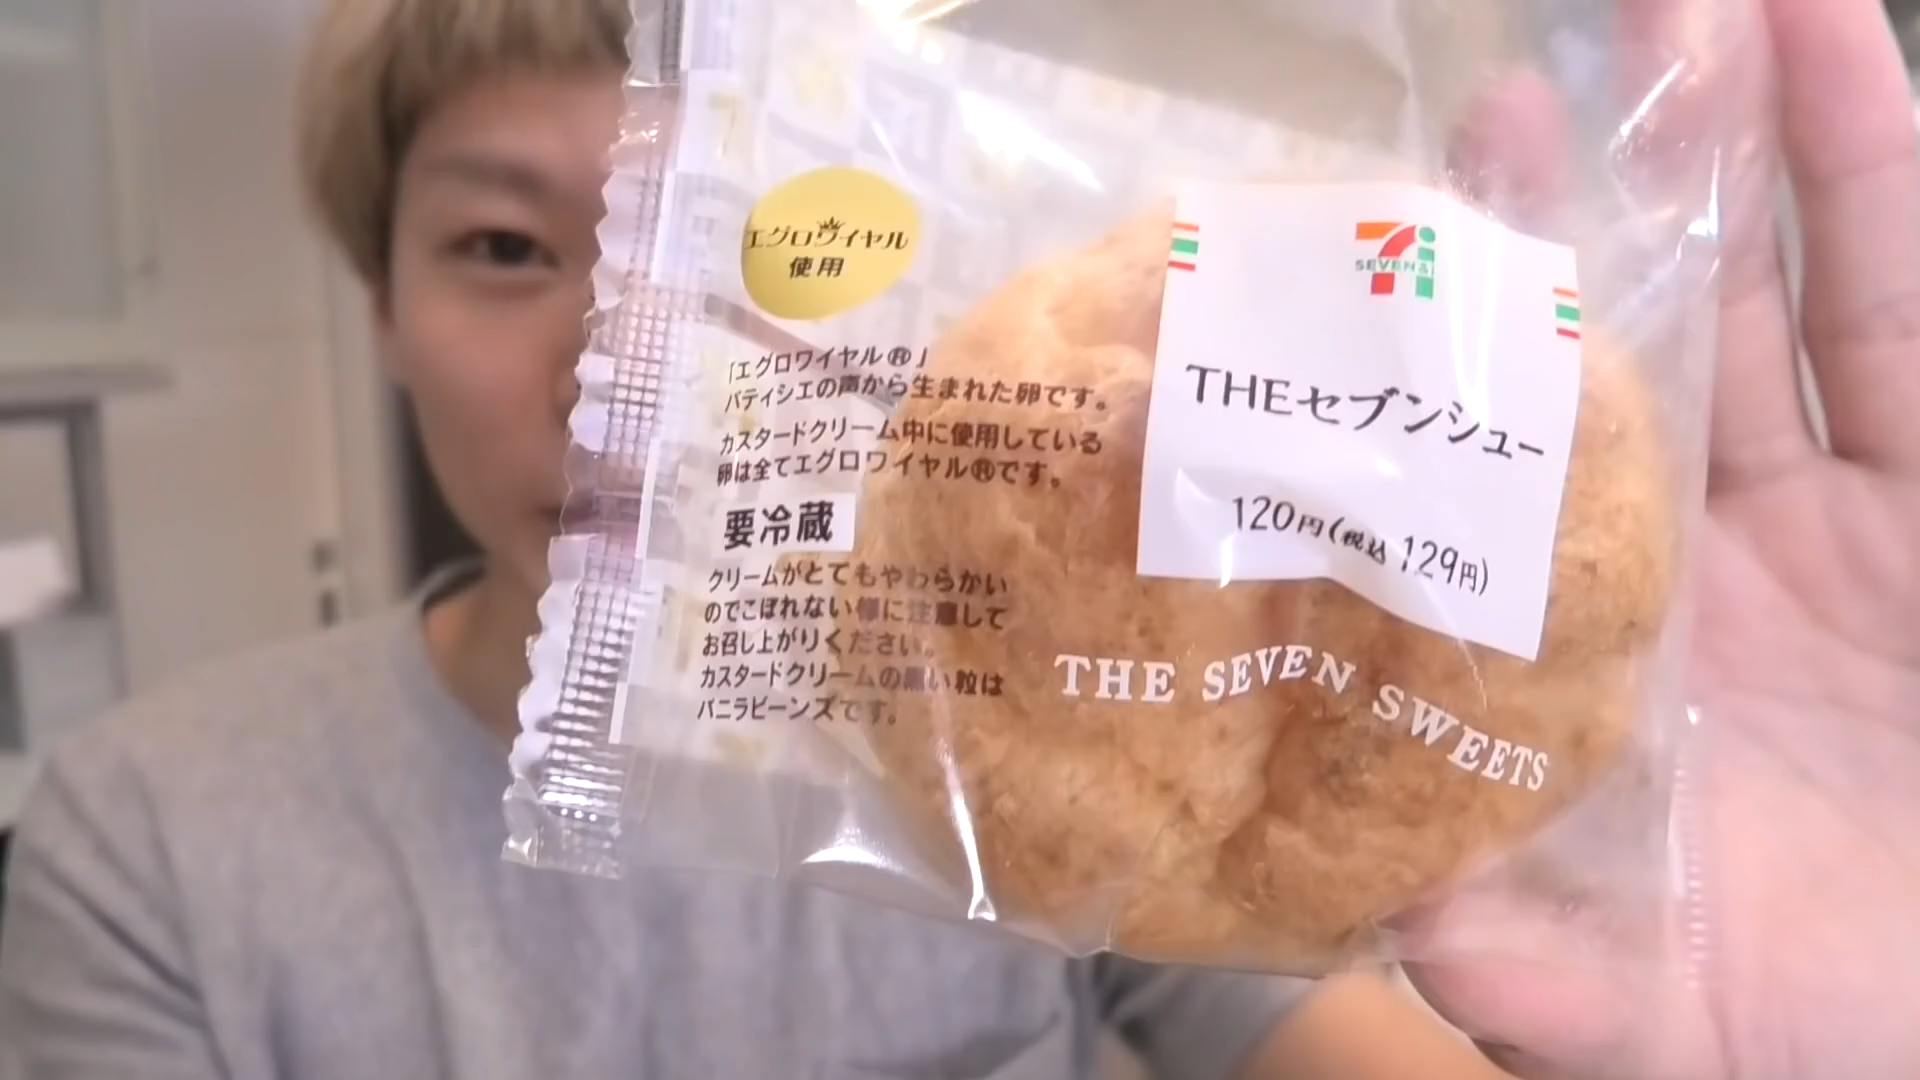 エグロワイヤル
使用
「エグロワイヤル®」
パティシエの声から生まれた卵です。
カスタードクリーム中に使用している
卵は全てエグロワイヤル®です。
要冷蔵
クリームがとてもやわらかい
のでこぼれない様に注意して
お召し上がりください。
カスタードクリームの黒い粒は
バニラビーンズです。
SEVEN&i
THEセブンシュー
120円(税込 129円)
THE SEVEN SWEETS